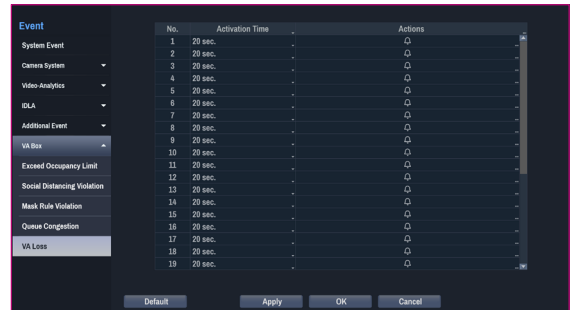 Event
System Event
Camera System
Video-Analytics
IDLA
Additional Event
VA Box
Exceed Occupancy Limit
Social Distancing Violation
Mask Rule Violation
Queue Congestion
VA Loss
No. Activation Time Actions
1 20 sec.
2 20 sec.
3 20 sec.
4 20 sec.
5 20 sec.
6 20 sec.
7 20 sec.
8 20 sec.
9 20 sec.
10 20 sec.
11 20 sec.
12 20 sec.
13 20 sec.
14 20 sec.
15 20 sec.
16 20 sec.
17 20 sec.
18 20 sec.
19 20 sec.
Default Apply OK Cancel